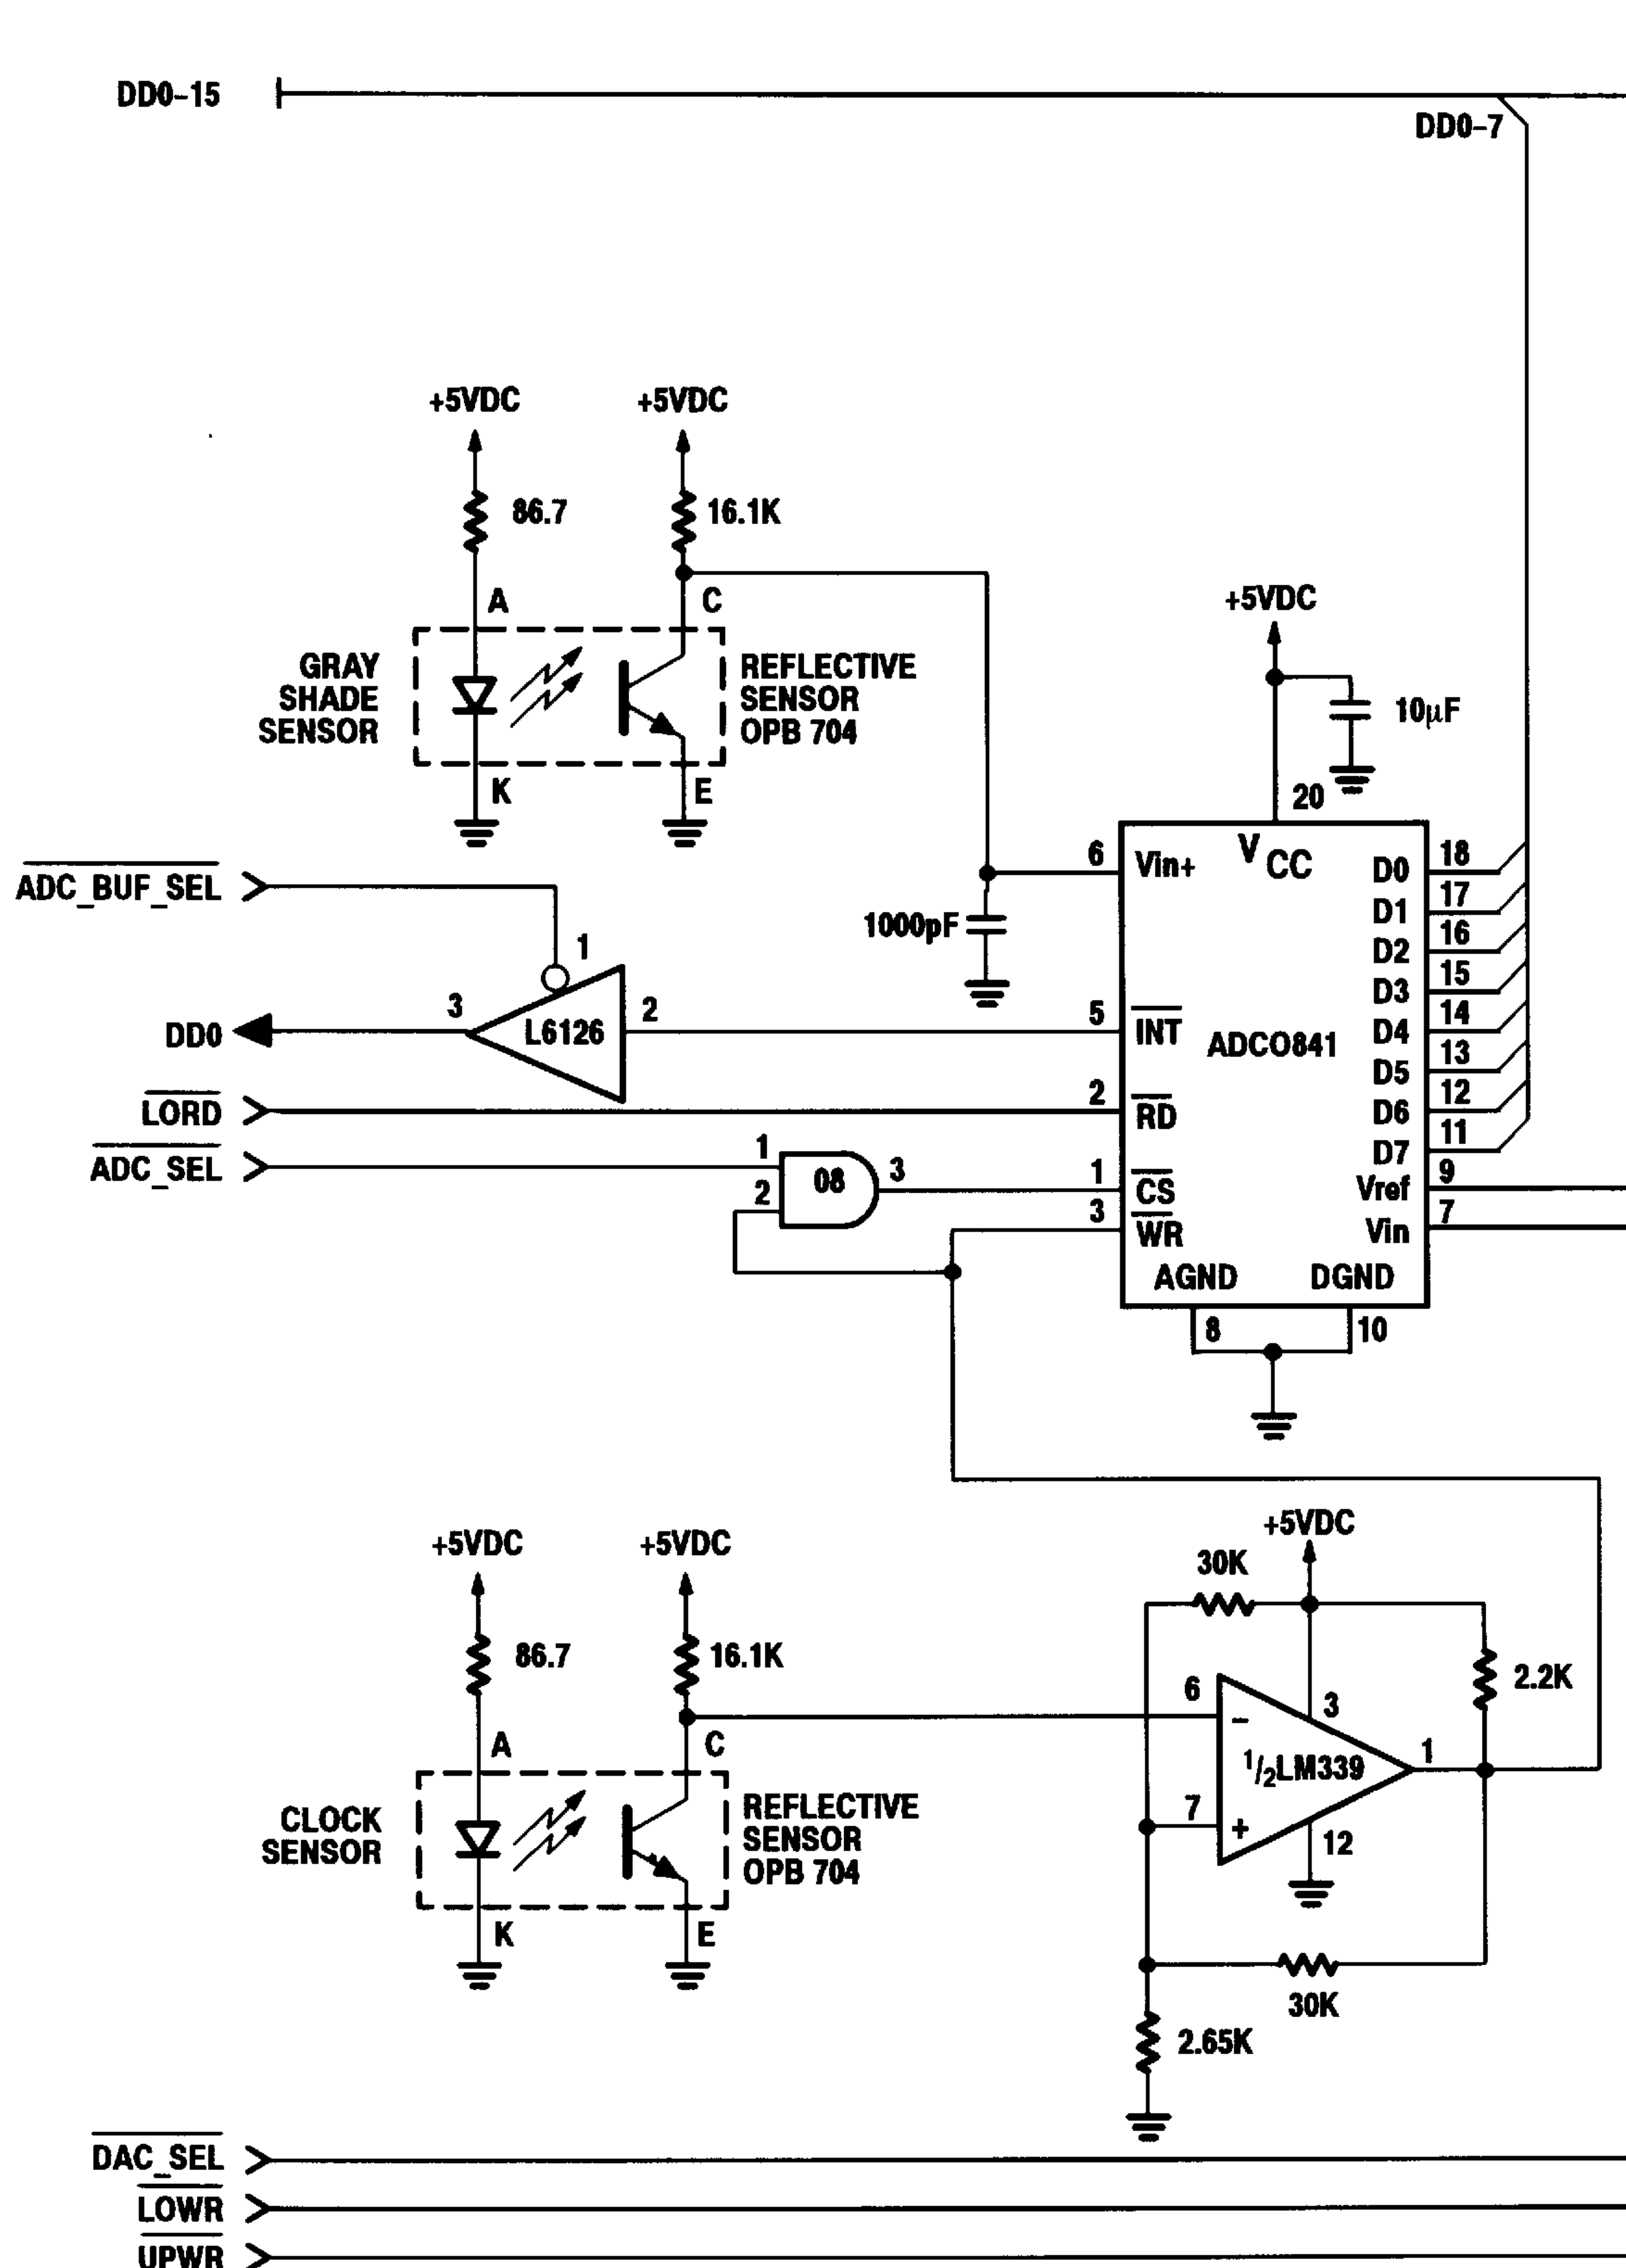 DD0-15
DD0-7
+5VDC
+5VDC
86.7
16.1K
A
C
GRAY
SHADE
SENSOR
REFLECTIVE
SENSOR
OPB 704
K
E
+5VDC
10µF
20
ADC_BUF_SEL
1
6
Vin+
VCC
D0
18
D1
17
D2
16
D3
15
D4
14
D5
13
D6
12
D7
11
1000pF
DD0
3
L6126
2
5
INT
ADCO841
LORD
2
RD
ADC_SEL
1
2
08
3
1
CS
3
WR
Vref
9
Vin
7
AGND
DGND
8
10
+5VDC
+5VDC
86.7
16.1K
A
C
CLOCK
SENSOR
REFLECTIVE
SENSOR
OPB 704
K
E
+5VDC
30K
2.2K
6
–
3
1/2LM339
1
7
+
12
30K
2.65K
DAC_SEL
LOWR
UPWR